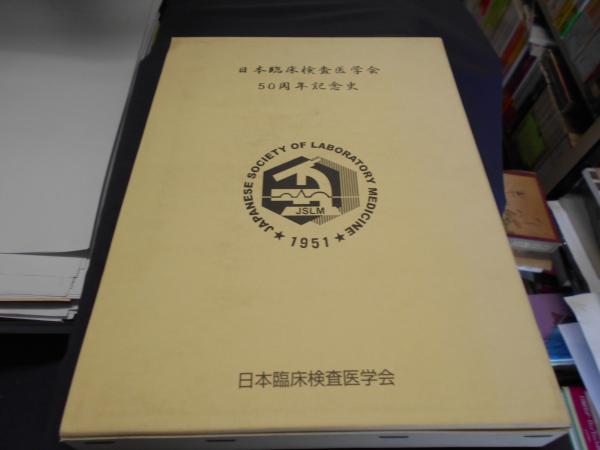 日本臨床検査医学会
50周年記念史
JAPANESE SOCIETY OF LABORATORY MEDICINE
JSLM
★ 1951 ★
日本臨床検査医学会